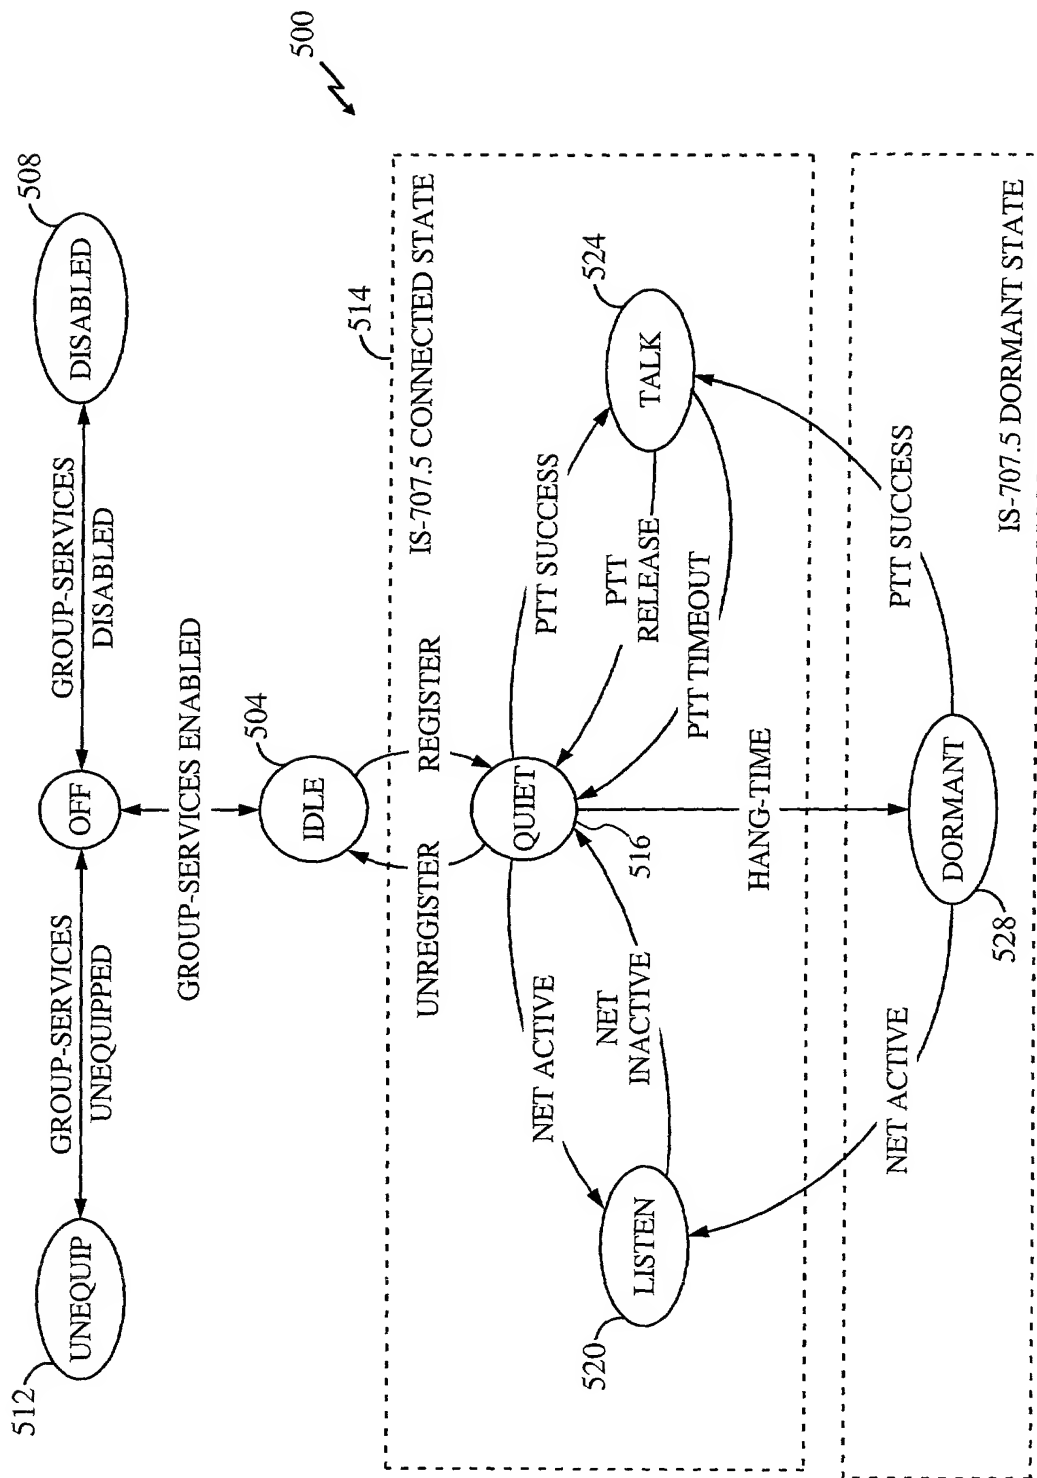 500
512
UNEQUIP
GROUP-SERVICES
UNEQUIPPED
OFF
GROUP-SERVICES
DISABLED
DISABLED
508
GROUP-SERVICES ENABLED
504
IDLE
514
UNREGISTER
REGISTER
IS-707.5 CONNECTED STATE
QUIET
516
NET ACTIVE
NET
INACTIVE
PTT SUCCESS
PTT
RELEASE
PTT TIMEOUT
520
LISTEN
524
TALK
HANG-TIME
NET ACTIVE
PTT SUCCESS
DORMANT
528
IS-707.5 DORMANT STATE